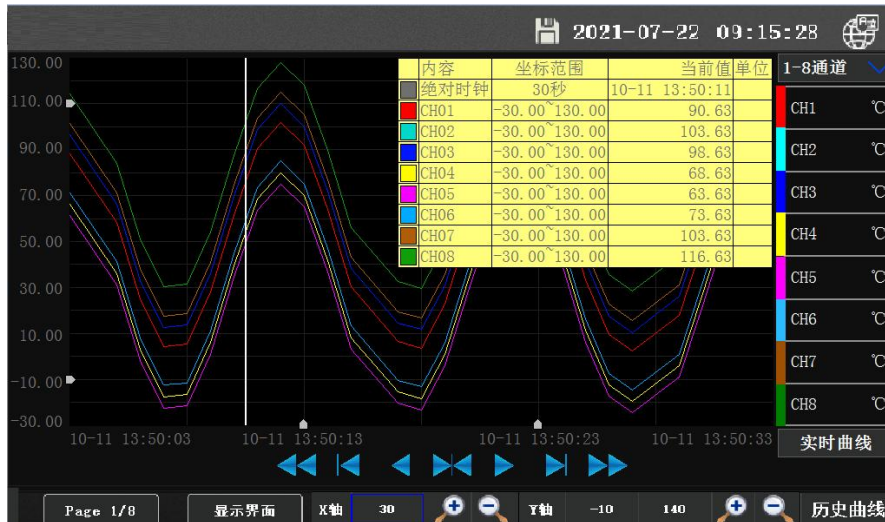 2021-07-22 09:15:28
130.00
110.00
90.00
70.00
50.00
30.00
10.00
-10.00
-30.00
10-11 13:50:03
10-11 13:50:13
10-11 13:50:23
10-11 13:50:33
内容 坐标范围 当前值 单位
绝对时钟 30秒 10-11 13:50:11
CH01 -30.00~130.00 90.63
CH02 -30.00~130.00 103.63
CH03 -30.00~130.00 98.63
CH04 -30.00~130.00 68.63
CH05 -30.00~130.00 63.63
CH06 -30.00~130.00 73.63
CH07 -30.00~130.00 103.63
CH08 -30.00~130.00 116.63
1-8通道
CH1 ℃
CH2 ℃
CH3 ℃
CH4 ℃
CH5 ℃
CH6 ℃
CH7 ℃
CH8 ℃
实时曲线
Page 1/8 显示界面 X轴 30 Y轴 -10 140 历史曲线